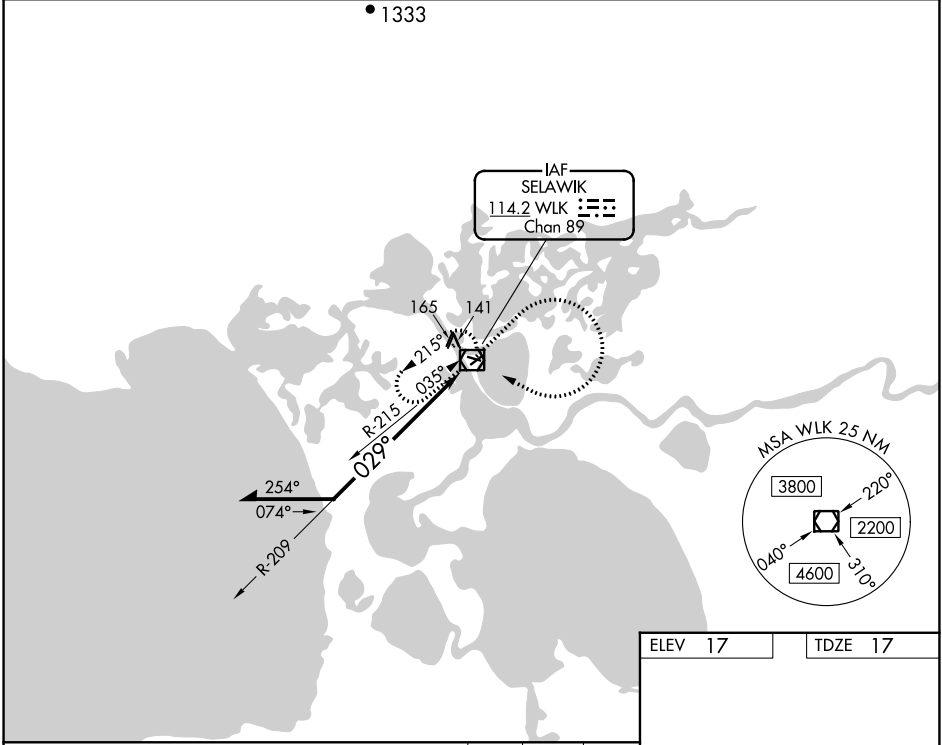 1333
IAF
SELAWIK
114.2 WLK
Chan 89
165
141
215°
035°
R-215
029°
254°
074°
R-209
MSA WLK 25 NM
3800
220°
2200
040°
4600
310°
ELEV 17
TDZE 17